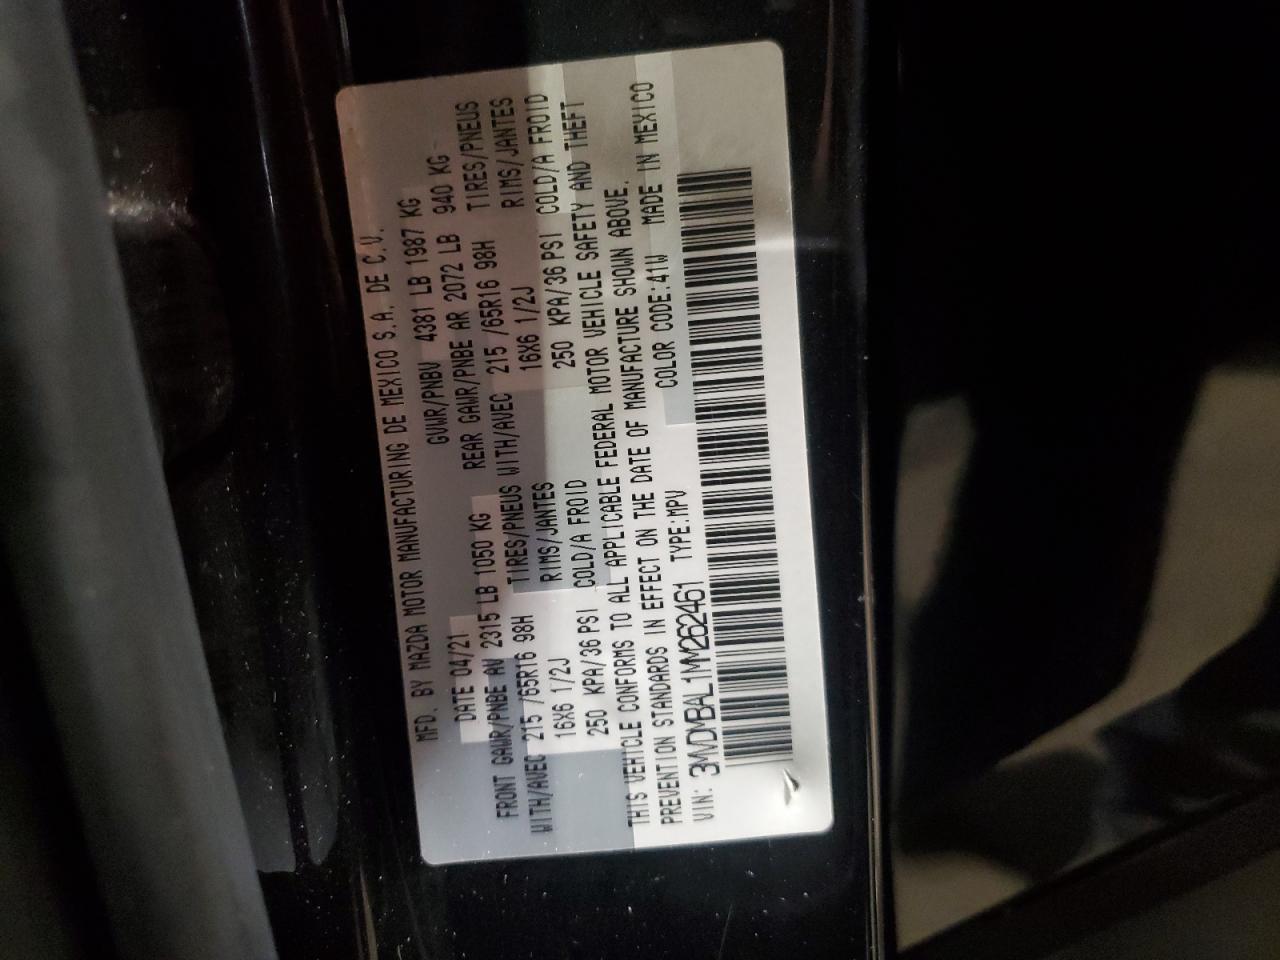 MFD. BY MAZDA MOTOR MANUFACTURING DE MEXICO S.A. DE C.V.
DATE 04/21 GVWR/PNBV 4381 LB 1987 KG
FRONT GAWR/PNBE AV 2315 LB 1050 KG REAR GAWR/PNBE AR 2072 LB 940 KG
WITH/AVEC 215 /65R16 98H TIRES/PNEUS WITH/AVEC 215 /65R16 98H TIRES/PNEUS
16X6 1/2J RIMS/JANTES 16X6 1/2J RIMS/JANTES
250 KPA/36 PSI COLD/A FROID 250 KPA/36 PSI COLD/A FROID
THIS VEHICLE CONFORMS TO ALL APPLICABLE FEDERAL MOTOR VEHICLE SAFETY AND THEFT
PREVENTION STANDARDS IN EFFECT ON THE DATE OF MANUFACTURE SHOWN ABOVE.
VIN: 3MVDMBAL1MM262461 TYPE:MPV COLOR CODE:41W MADE IN MEXICO